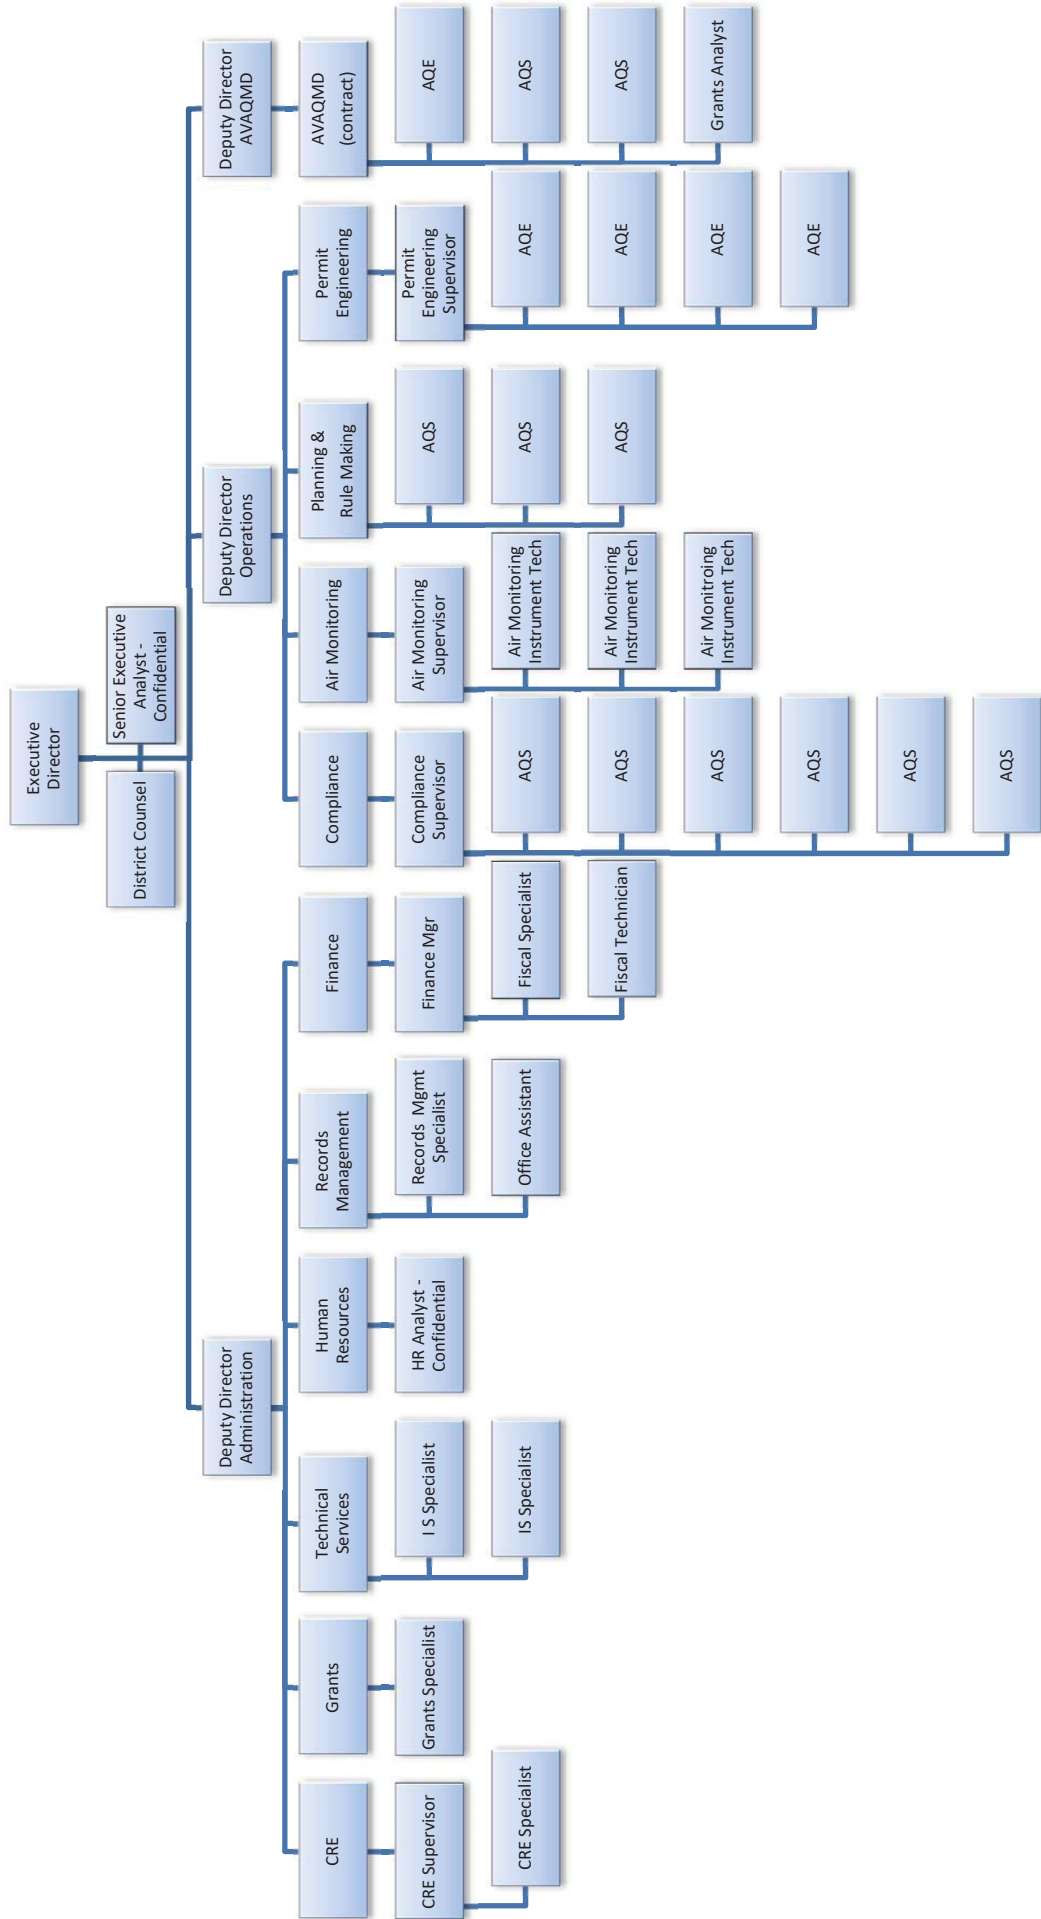 Executive
Director
District Counsel
Senior Executive
Analyst -
Confidential
Deputy Director
Administration
Deputy Director
Operations
Deputy Director
AVAQMD
CRE
Grants
Technical
Services
Human
Resources
Records
Management
Finance
Compliance
Air Monitoring
Planning &
Rule Making
Permit
Engineering
AVAQMD
(contract)
CRE Supervisor
Grants Specialist
I S Specialist
HR Analyst -
Confidential
Records Mgmt
Specialist
Finance Mgr
Compliance
Supervisor
Air Monitoring
Supervisor
AQS
Permit
Engineering
Supervisor
AQE
CRE Specialist
IS Specialist
Office Assistant
Fiscal Specialist
AQS
Air Monitoring
Instrument Tech
AQS
AQE
AQS
Fiscal Technician
AQS
Air Monitoring
Instrument Tech
AQS
AQE
AQS
AQS
Air Monitroing
Instrument Tech
AQE
Grants Analyst
AQS
AQE
AQS
AQS